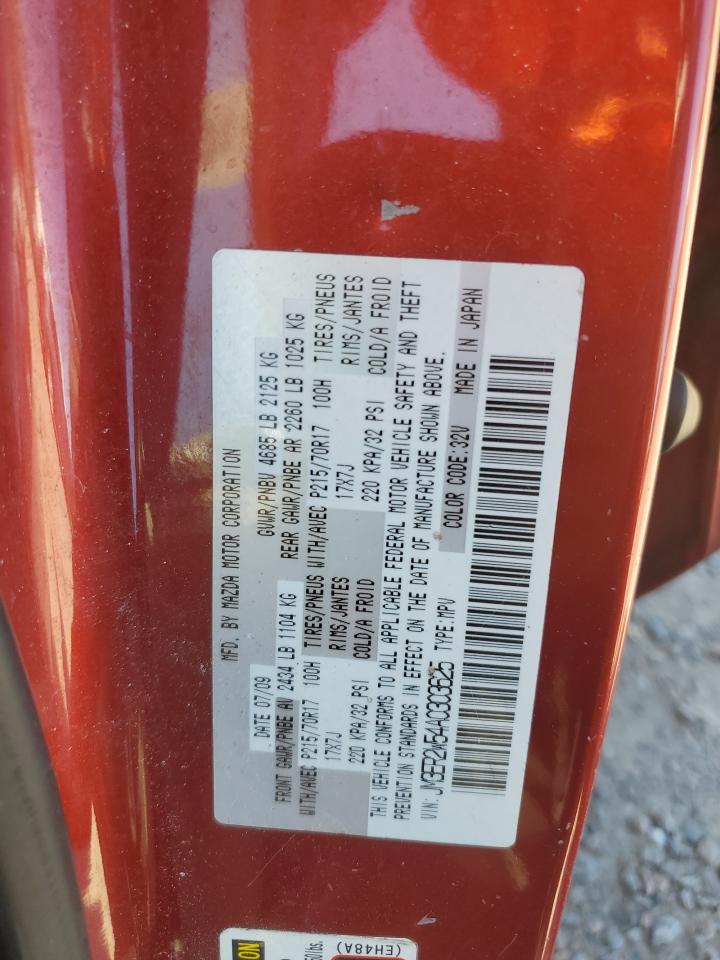 MFD. BY MAZDA MOTOR CORPORATION
DATE 07/09 GVWR/PNBV 4685 LB 2125 KG
FRONT GAWR/PNBE AV 2434 LB 1104 KG REAR GAWR/PNBE AR 2260 LB 1025 KG
WITH/AVEC P215/70R17 100H TIRES/PNEUS WITH/AVEC P215/70R17 100H TIRES/PNEUS
17X7J RIMS/JANTES 17X7J RIMS/JANTES
220 KPA/32 PSI COLD/A FROID 220 KPA/32 PSI COLD/A FROID
THIS VEHICLE CONFORMS TO ALL APPLICABLE FEDERAL MOTOR VEHICLE SAFETY AND THEFT
PREVENTION STANDARDS IN EFFECT ON THE DATE OF MANUFACTURE SHOWN ABOVE.
VIN: JM3ER2W54A0303625 TYPE: MPV COLOR CODE: 32V MADE IN JAPAN
(EH48A)